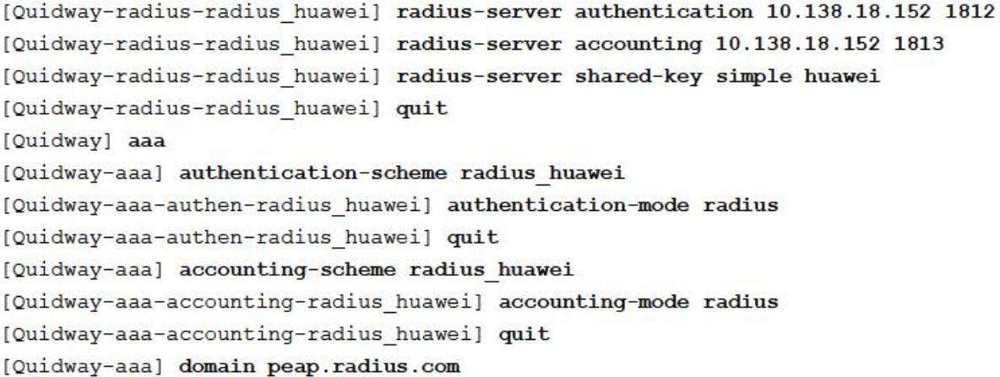 [Quidway-radius-radius_huawei] radius-server authentication 10.138.18.152 1812
[Quidway-radius-radius_huawei] radius-server accounting 10.138.18.152 1813
[Quidway-radius-radius_huawei] radius-server shared-key simple huawei
[Quidway-radius-radius_huawei] quit
[Quidway] aaa
[Quidway-aaa] authentication-scheme radius_huawei
[Quidway-aaa-authen-radius_huawei] authentication-mode radius
[Quidway-aaa-authen-radius_huawei] quit
[Quidway-aaa] accounting-scheme radius_huawei
[Quidway-aaa-accounting-radius_huawei] accounting-mode radius
[Quidway-aaa-accounting-radius_huawei] quit
[Quidway-aaa] domain peap.radius.com